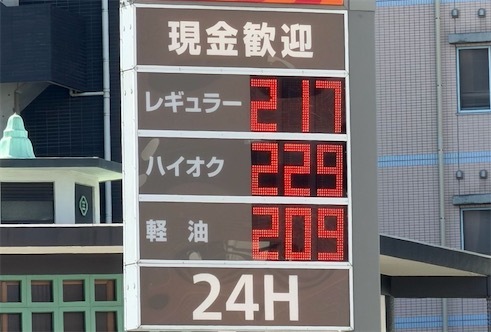 現金歓迎
レギュラー 217
ハイオク 229
軽油 209
24H